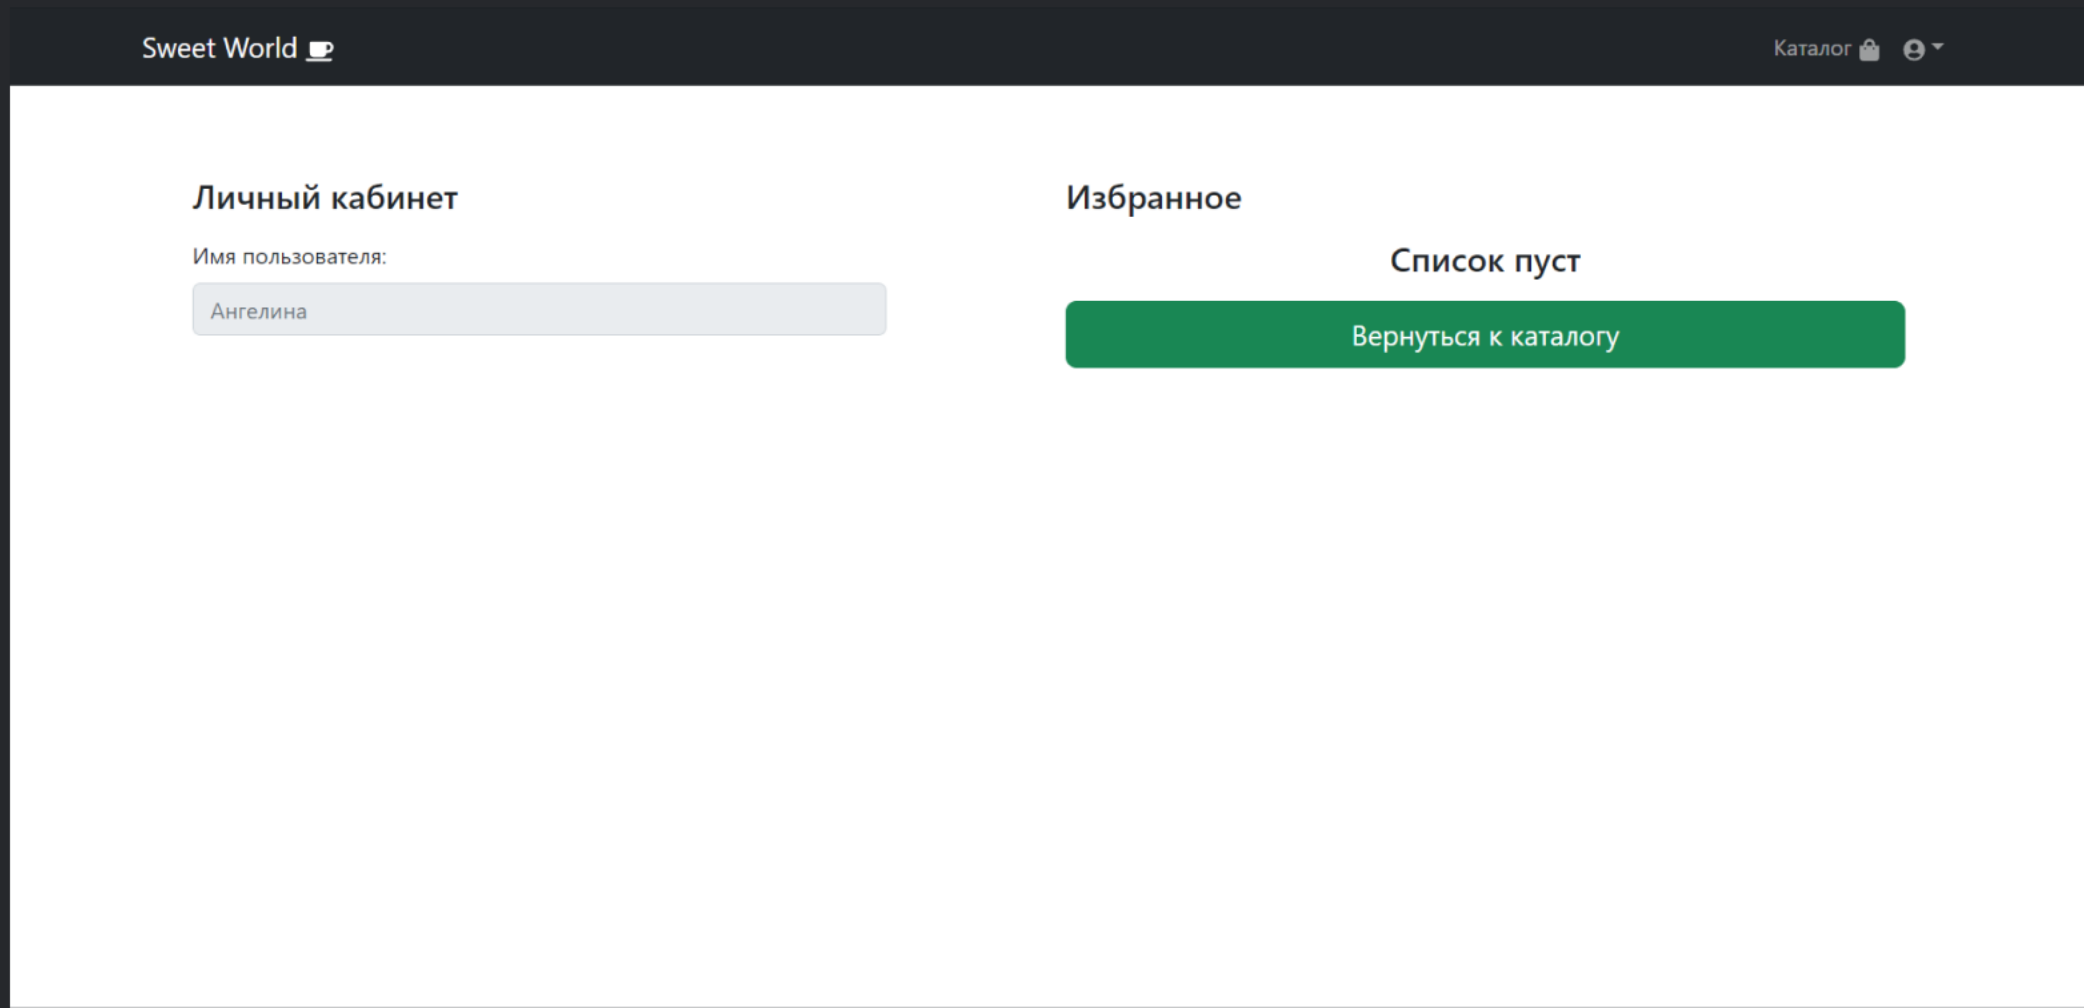 Sweet World
Каталог
Личный кабинет
Имя пользователя:
Ангелина
Избранное
Список пуст
Вернуться к каталогу